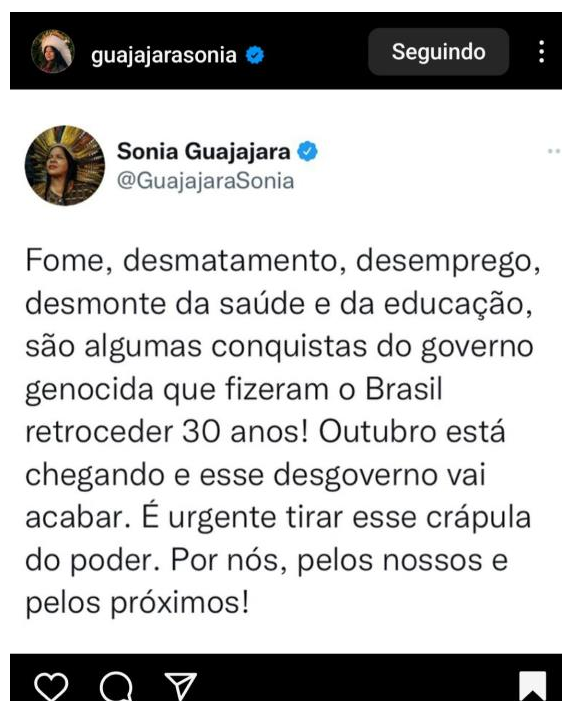 guajajarasonia
Seguindo
Sonia Guajajara
@GuajajaraSonia
Fome, desmatamento, desemprego,
desmonte da saúde e da educação,
são algumas conquistas do governo
genocida que fizeram o Brasil
retroceder 30 anos! Outubro está
chegando e esse desgoverno vai
acabar. É urgente tirar esse crápula
do poder. Por nós, pelos nossos e
pelos próximos!